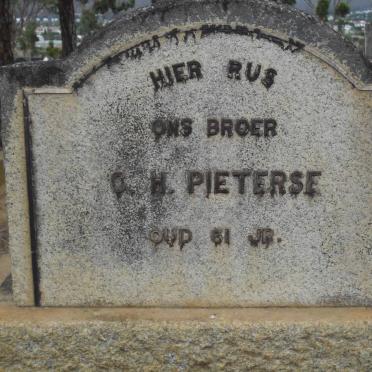 HIER RUS
ONS BROER
C. H. PIETERSE
OUD 61 JR.